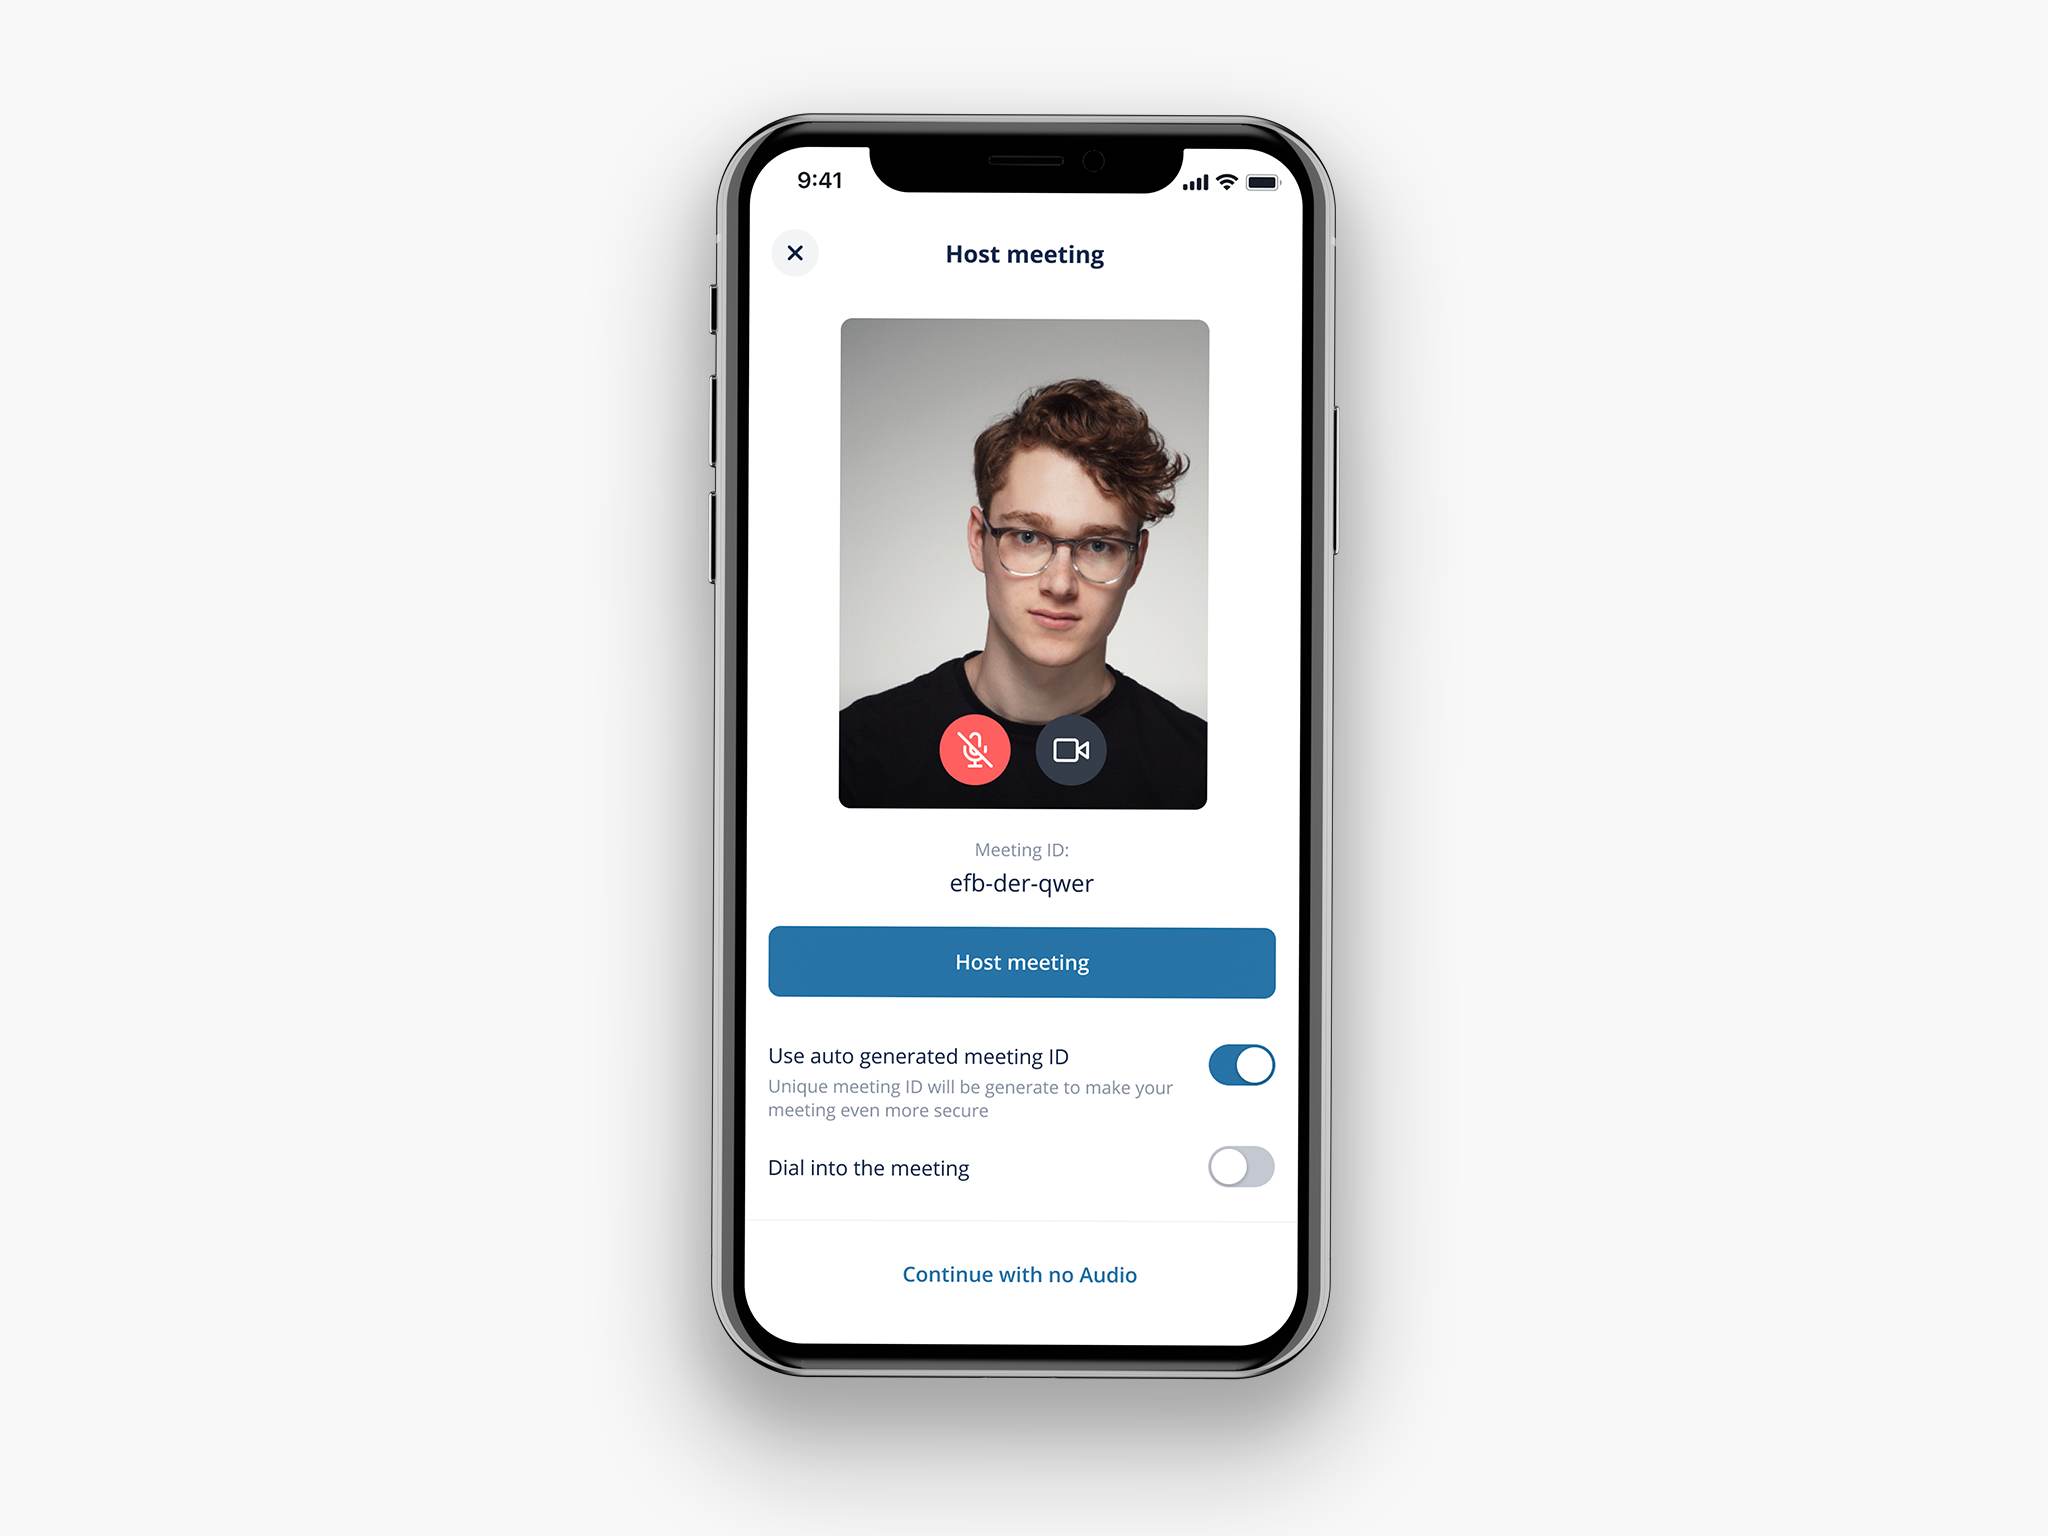 9:41
Host meeting
Meeting ID:
efb-der-qwer
Host meeting
Use auto generated meeting ID
Unique meeting ID will be generate to make your
meeting even more secure
Dial into the meeting
Continue with no Audio